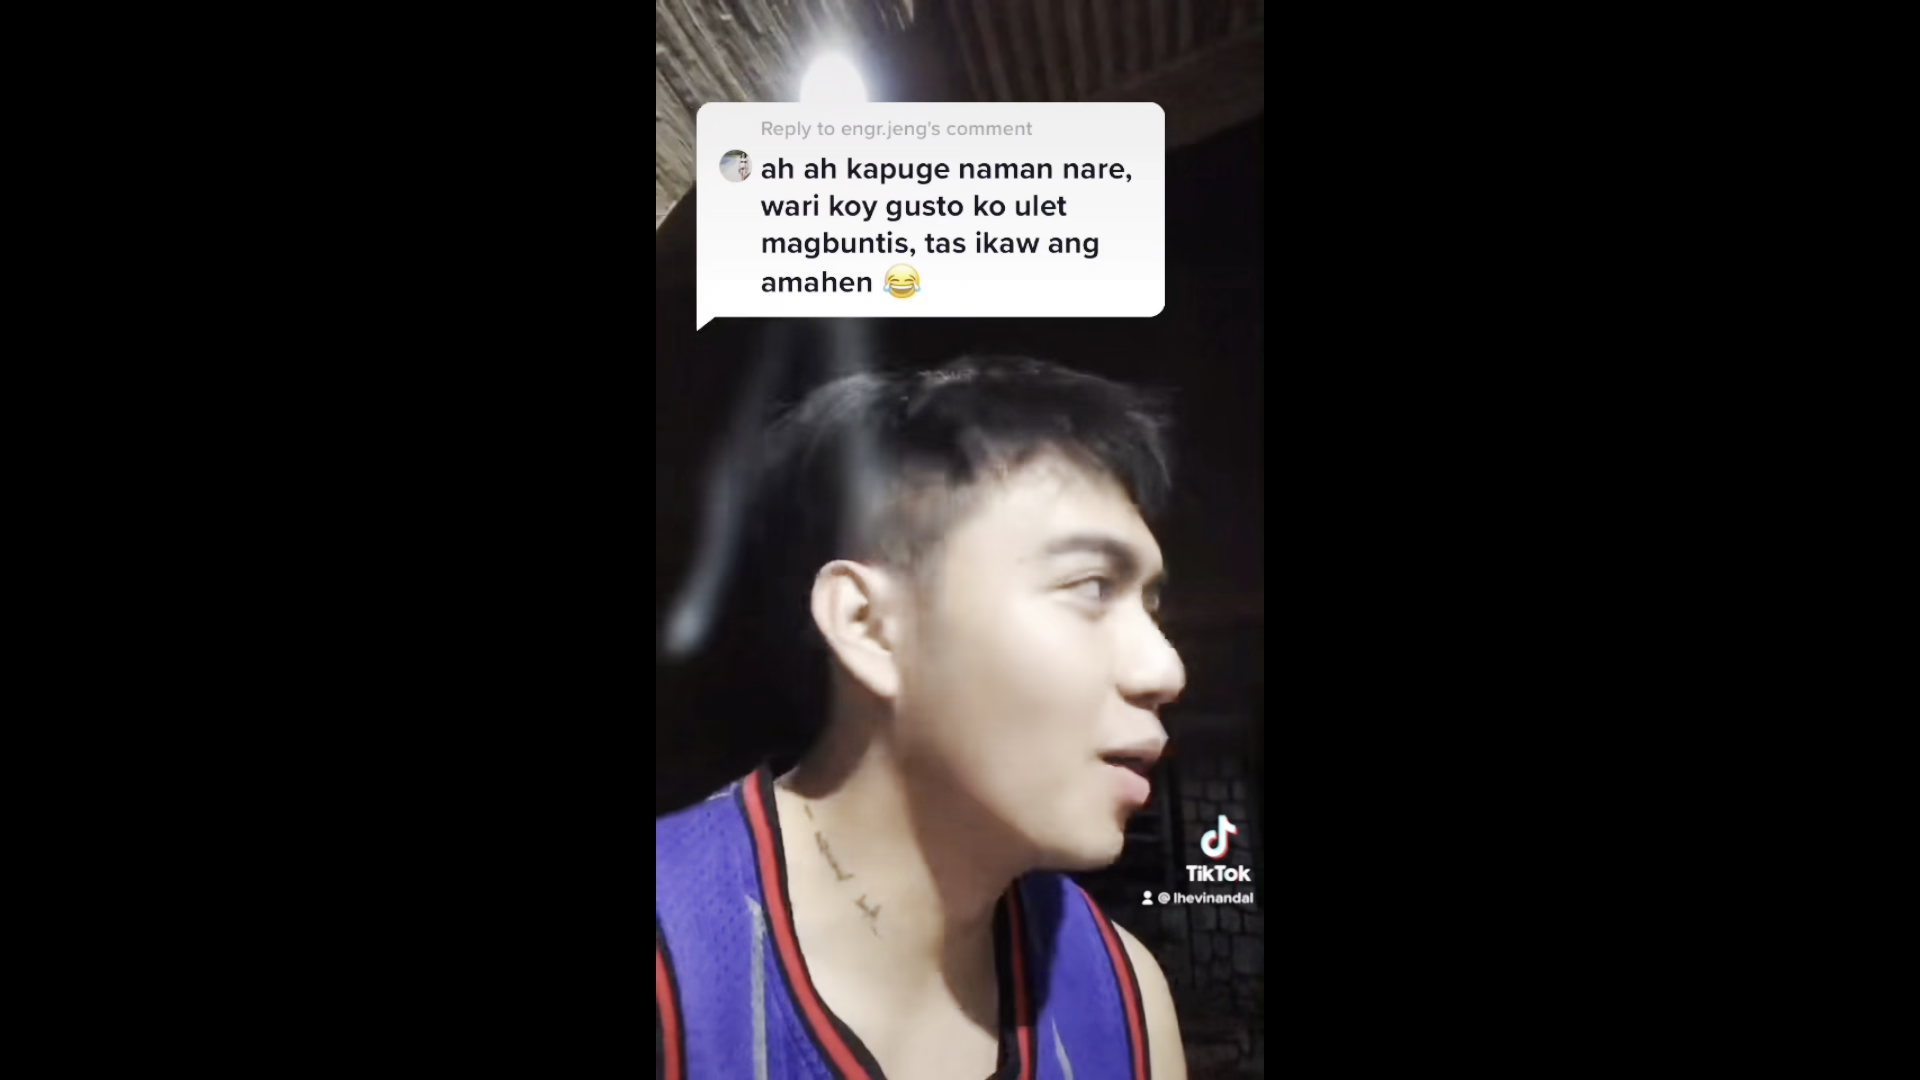 Reply to engr.jeng's comment
ah ah kapuge naman nare,
wari koy gusto ko ulet
magbuntis, tas ikaw ang
amahen 😂
TikTok
@lhevinandal